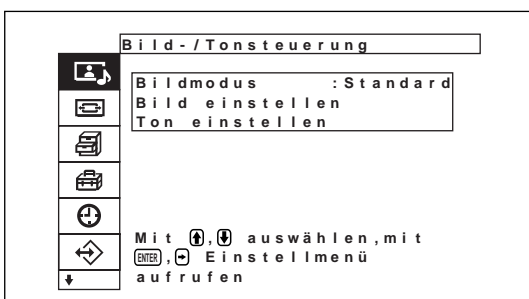 Bild-/Tonsteuerung
Bildmodus :Standard
Bild einstellen
Ton einstellen
Mit ↑,↓ auswählen,mit
ENTER,→ Einstellmenü
aufrufen